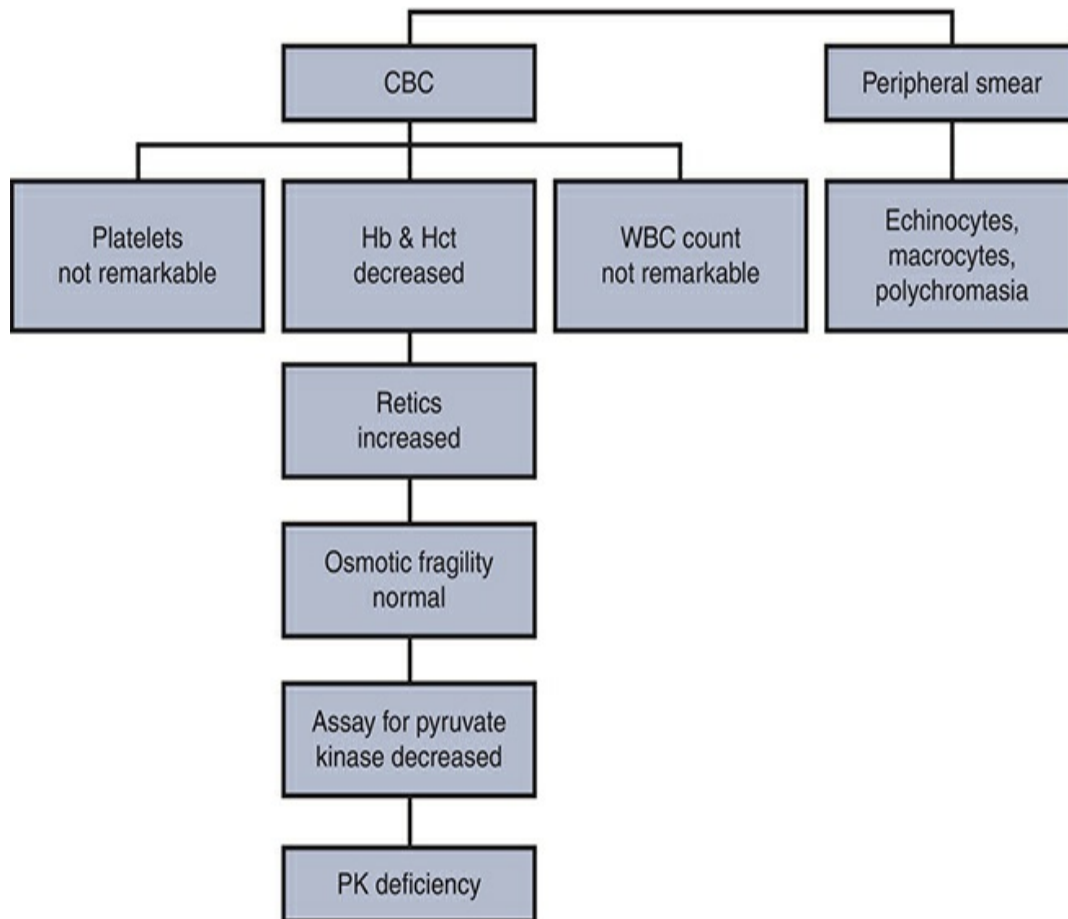 CBC
Peripheral smear
Platelets
not remarkable
Hb & Hct
decreased
WBC count
not remarkable
Echinocytes,
macrocytes,
polychromasia
Retics
increased
Osmotic fragility
normal
Assay for pyruvate
kinase decreased
PK deficiency